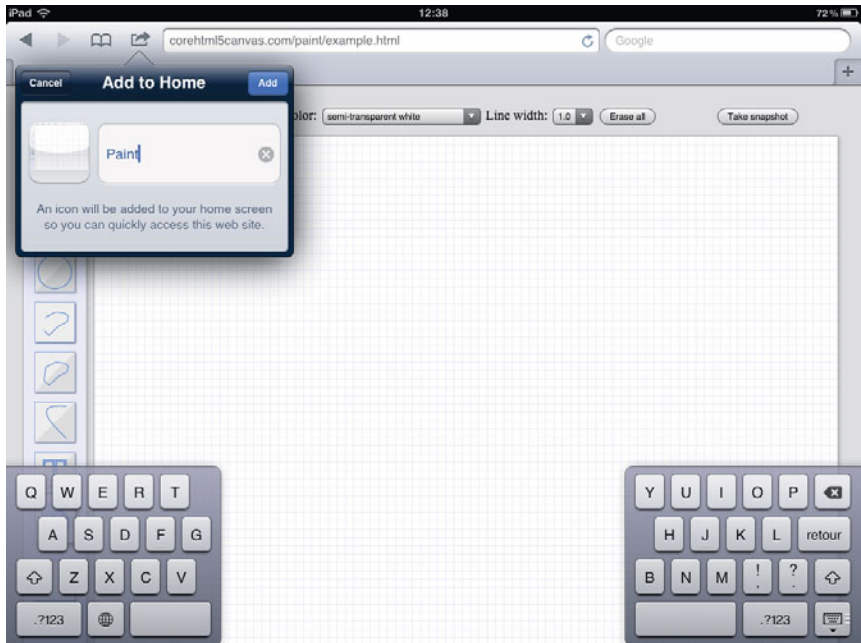 iPad 12:38 72%
corehtml5canvas.com/paint/example.html Google
Cancel Add to Home Add
color: semi-transparent white Line width: 1.0 Erase all Take snapshot
Paint
An icon will be added to your home screen
so you can quickly access this web site.
Q W E R T Y U I O P
A S D F G H J K L retour
Z X C V B N M ! , ? .
.?123 .?123